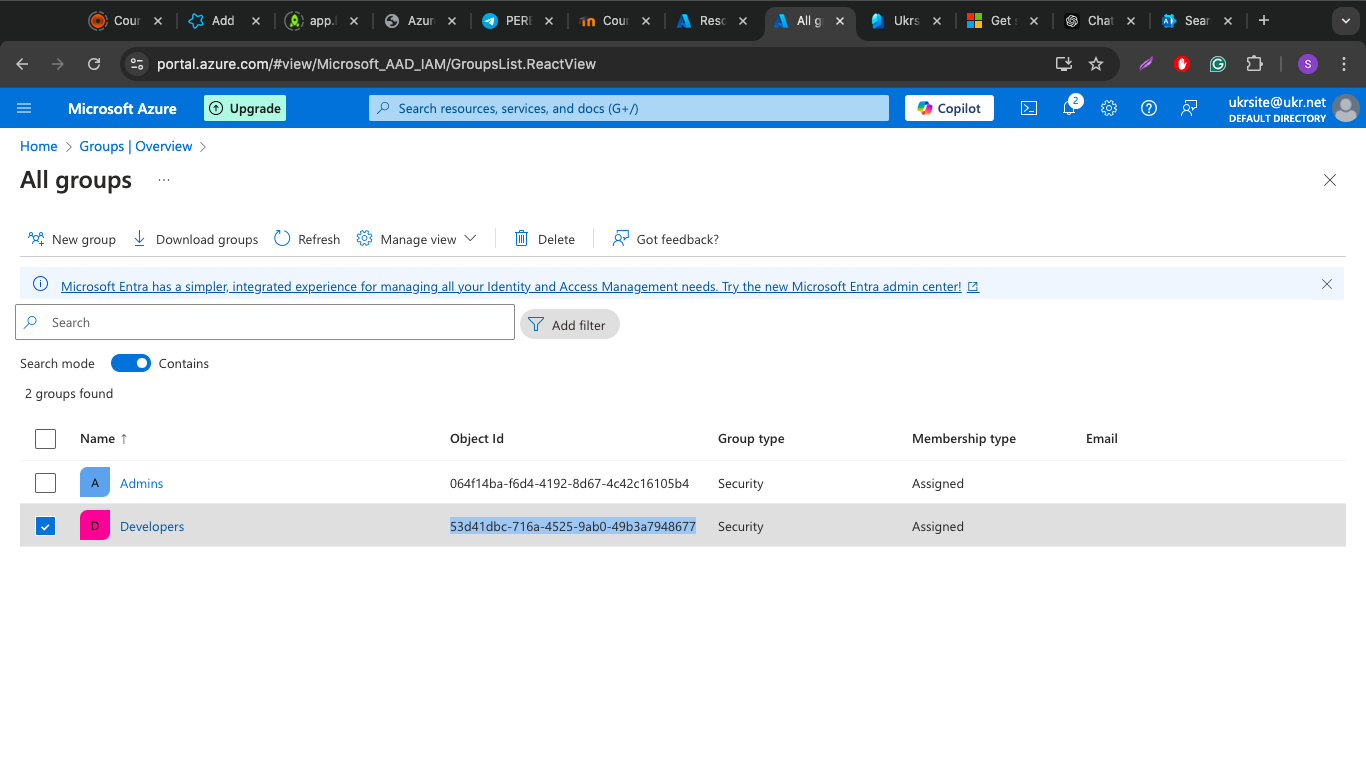 Cour
Add
app.
Azur
PERE
Cour
Resc
All g
Ukrs
Get s
Chat
Sear
portal.azure.com/#view/Microsoft_AAD_IAM/GroupsList.ReactView
S
Microsoft Azure
Upgrade
Search resources, services, and docs (G+/)
Copilot
2
ukrsite@ukr.net
DEFAULT DIRECTORY
Home > Groups | Overview >
All groups ...
New group
Download groups
Refresh
Manage view
Delete
Got feedback?
Microsoft Entra has a simpler, integrated experience for managing all your Identity and Access Management needs. Try the new Microsoft Entra admin center!
Search
Add filter
Search mode Contains
2 groups found
Name ↑ Object Id Group type Membership type Email
A Admins 064f14ba-f6d4-4192-8d67-4c42c16105b4 Security Assigned
D Developers 53d41dbc-716a-4525-9ab0-49b3a7948677 Security Assigned